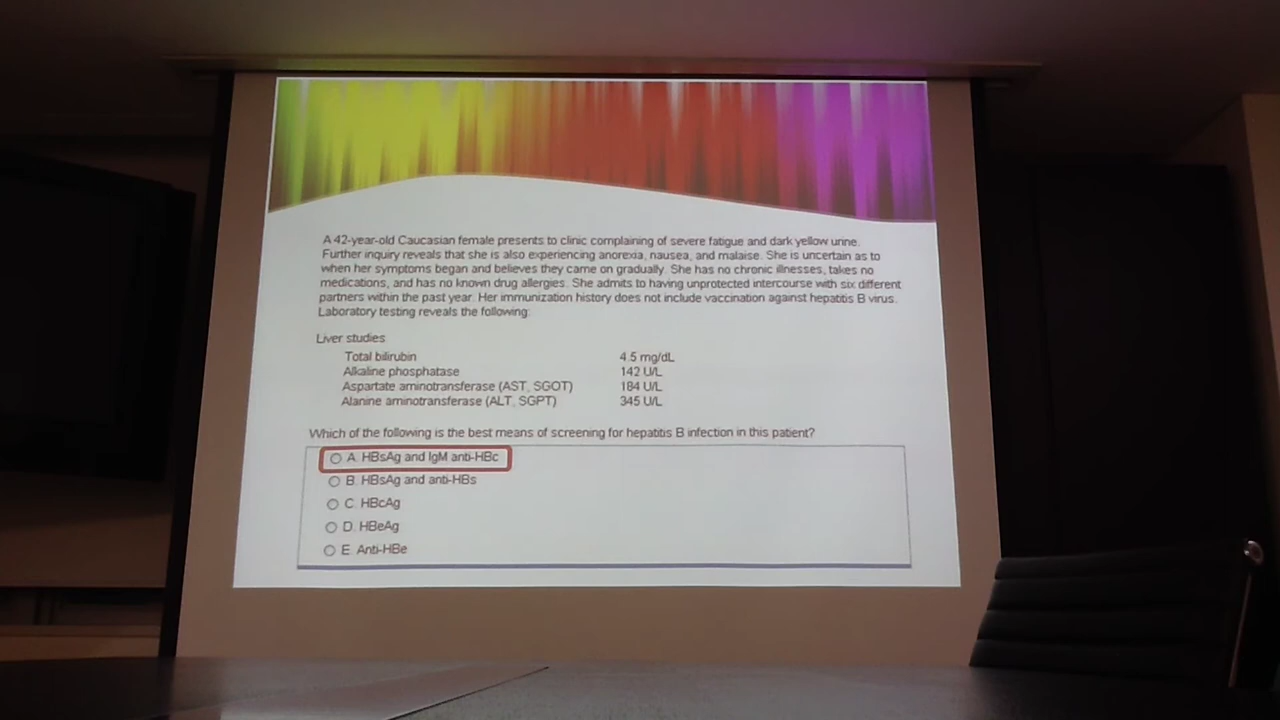 A 42-year-old Caucasian female presents to clinic complaining of severe fatigue and dark yellow urine.
Further inquiry reveals that she is also experiencing anorexia, nausea, and malaise. She is uncertain as to
when her symptoms began and believes they came on gradually. She has no chronic illnesses, takes no
medications, and has no known drug allergies. She admits to having unprotected intercourse with six different
partners within the past year. Her immunization history does not include vaccination against hepatitis B virus.
Laboratory testing reveals the following:
Liver studies
Total bilirubin 4.5 mg/dL
Alkaline phosphatase 142 U/L
Aspartate aminotransferase (AST, SGOT) 184 U/L
Alanine aminotransferase (ALT, SGPT) 345 U/L
Which of the following is the best means of screening for hepatitis B infection in this patient?
A. HBsAg and IgM anti-HBc
B. HBsAg and anti-HBs
C. HBcAg
D. HBeAg
E. Anti-HBe